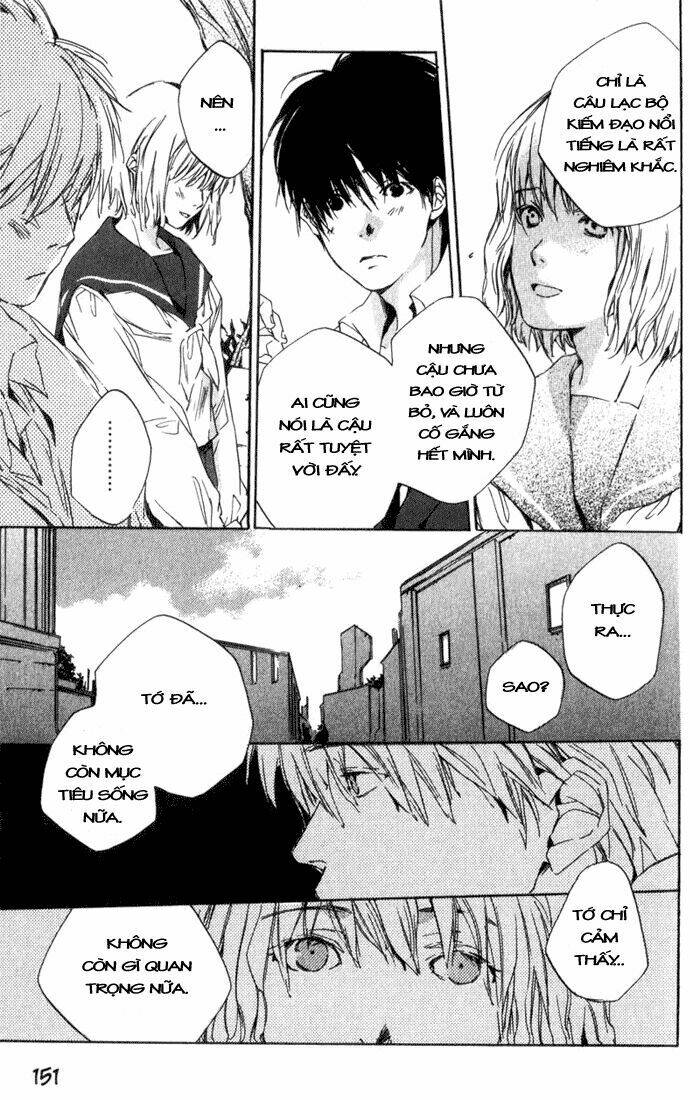 CHỈ LÀ
CÂU LẠC BỘ
KIẾM ĐẠO NỔI
TIẾNG LÀ RẤT
NGHIÊM KHẮC.
NHƯNG
CẬU CHƯA
BAO GIỜ TỪ
BỎ, VÀ LUÔN
CỐ GẮNG
HẾT MÌNH.
AI CŨNG
NÓI LÀ CẬU
RẤT TUYỆT
VỜI ĐẤY.
NÊN
...
.........
THỰC
RA...
SAO?
TỚ ĐÃ...
KHÔNG
CÒN MỤC
TIÊU SỐNG
NỮA.
TỚ CHỈ
CẢM
THẤY...
KHÔNG
CÒN GÌ QUAN
TRỌNG NỮA.
151